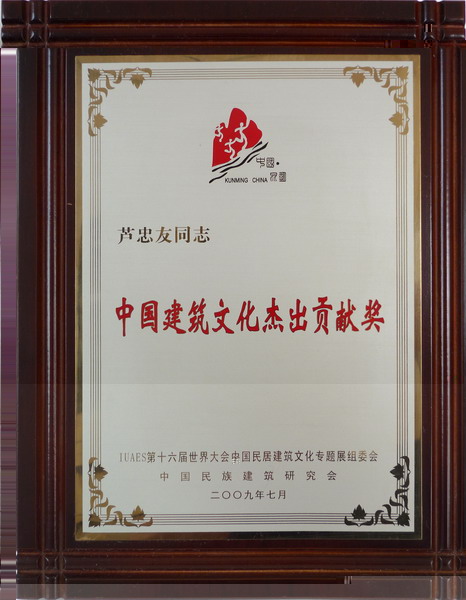 中國·
KUNMING CHINA 昆明
芦忠友同志
中国建筑文化杰出贡献奖
IUAES第十六届世界大会中国民居建筑文化专题展组委会
中国民族建筑研究会
二〇〇九年七月